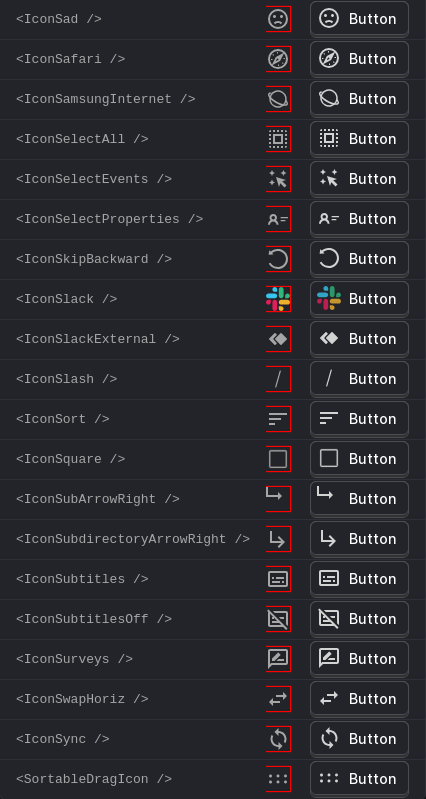 <IconSad /> Button
<IconSafari /> Button
<IconSamsungInternet /> Button
<IconSelectAll /> Button
<IconSelectEvents /> Button
<IconSelectProperties /> Button
<IconSkipBackward /> Button
<IconSlack /> Button
<IconSlackExternal /> Button
<IconSlash /> Button
<IconSort /> Button
<IconSquare /> Button
<IconSubArrowRight /> Button
<IconSubdirectoryArrowRight /> Button
<IconSubtitles /> Button
<IconSubtitlesOff /> Button
<IconSurveys /> Button
<IconSwapHoriz /> Button
<IconSync /> Button
<SortableDragIcon /> Button